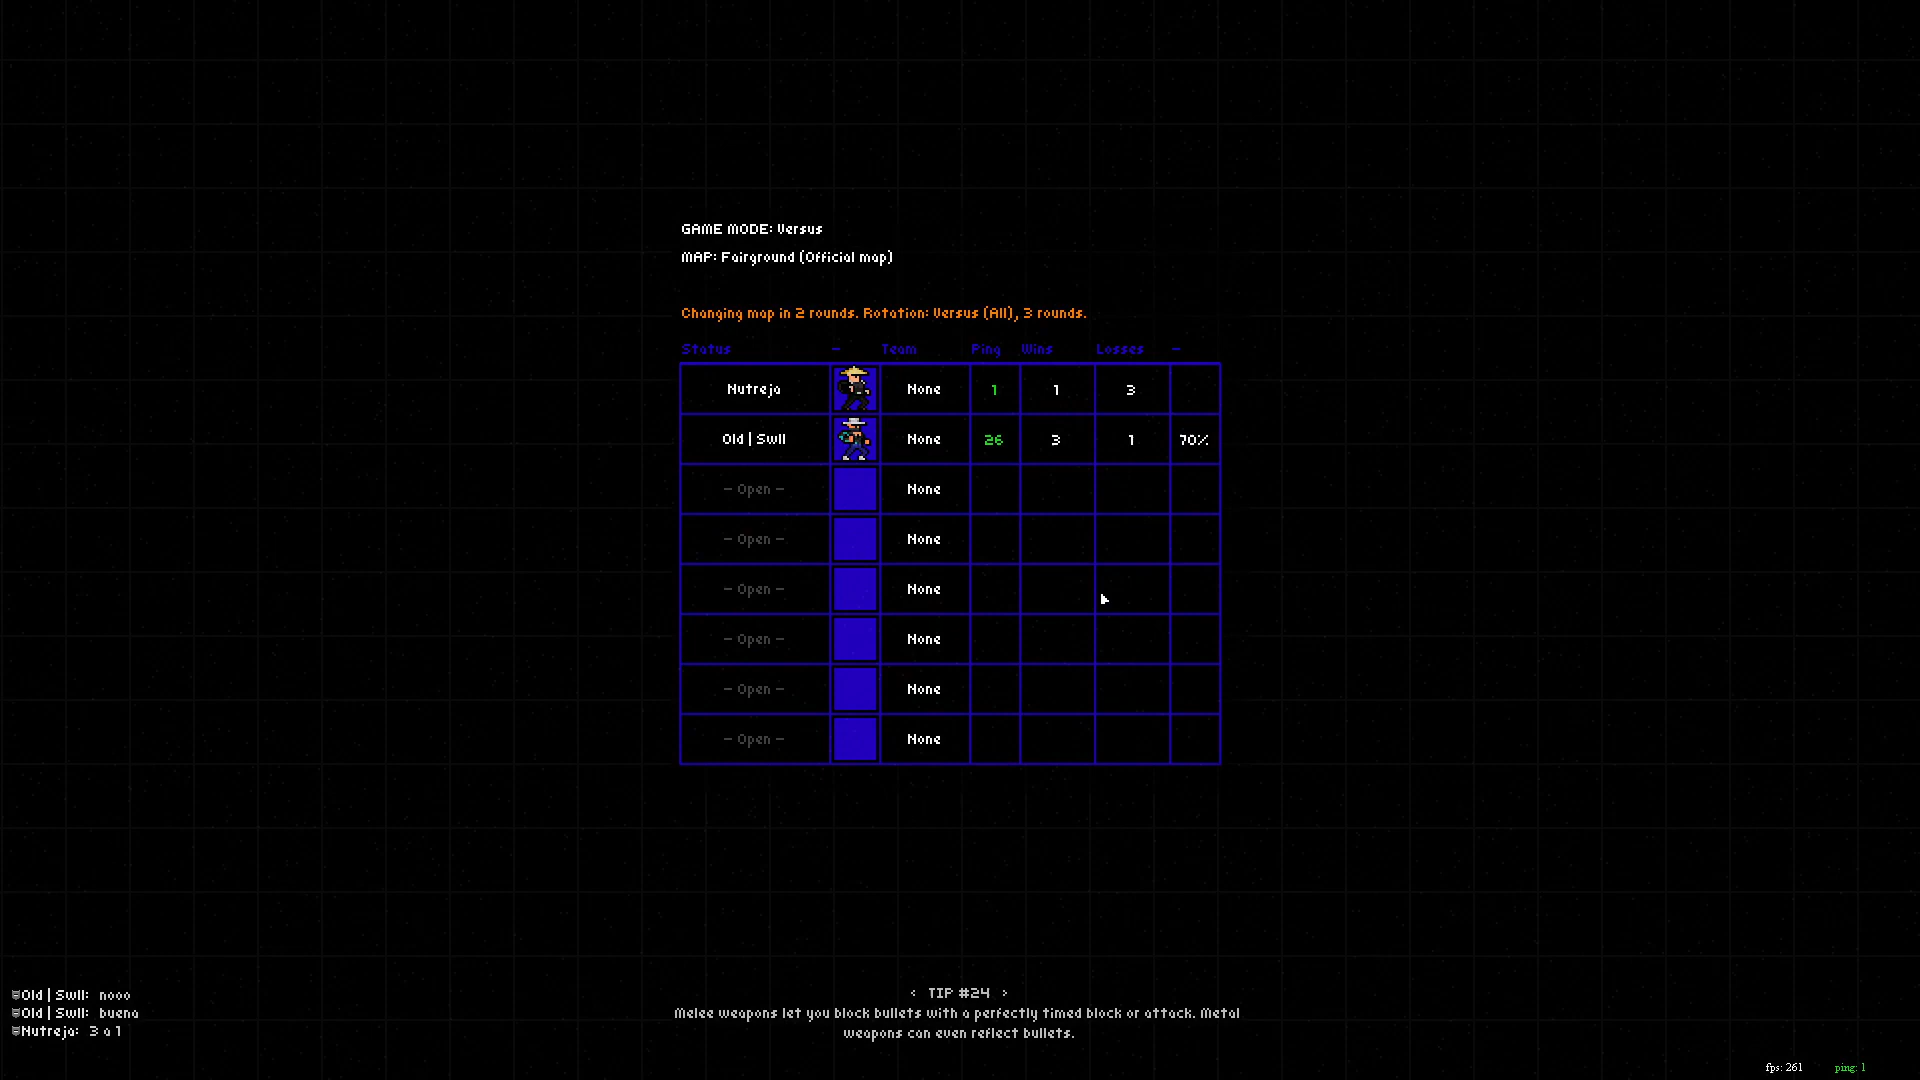 GAME MODE: Versus
MAP: Fairground (Official map)
Changing map in 2 rounds. Rotation: Versus (All), 3 rounds.
Status - Team Ping Wins Losses -
Nutreja None 1 1 3
Old | Swll None 26 3 1 70%
- Open - None
- Open - None
- Open - None
- Open - None
- Open - None
- Open - None
Old | Swll: nooo
Old | Swll: buena
Nutreja: 3 a 1
< TIP #24 >
Melee weapons let you block bullets with a perfectly timed block or attack. Metal
weapons can even reflect bullets.
fps: 261 ping: 1